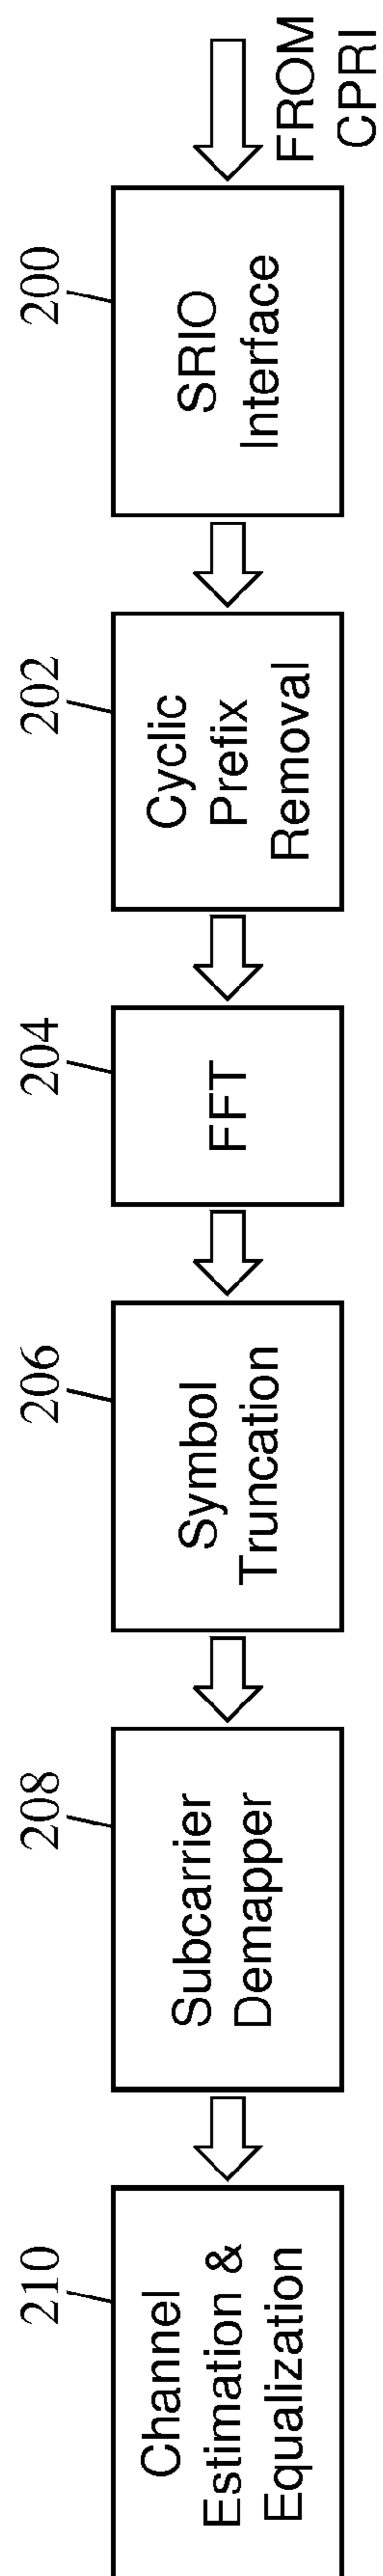 FROM
CPRI
200
SRIO
Interface
202
Cyclic
Prefix
Removal
204
FFT
206
Symbol
Truncation
208
Subcarrier
Demapper
210
Channel
Estimation &
Equalization